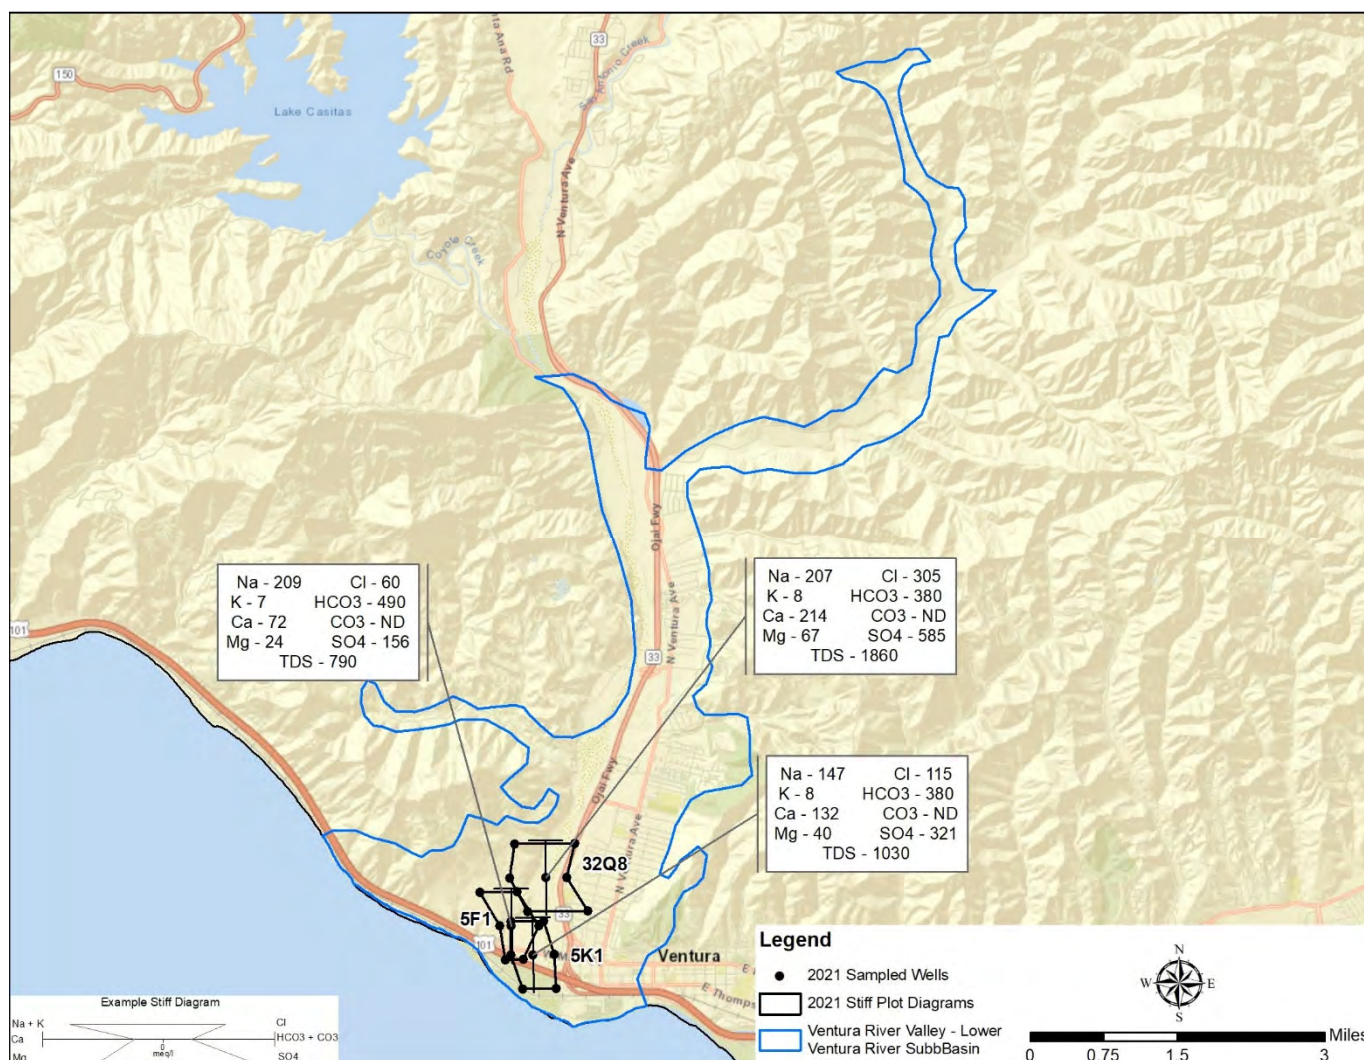 150
Lake Casitas
33
San Antonio Creek
N Ventura Ave
Coyote Creek
Ojai Fwy
N Ventura Ave
33
101
Na - 209 Cl - 60
K - 7 HCO3 - 490
Ca - 72 CO3 - ND
Mg - 24 SO4 - 156
TDS - 790
Na - 207 Cl - 305
K - 8 HCO3 - 380
Ca - 214 CO3 - ND
Mg - 67 SO4 - 585
TDS - 1860
Na - 147 Cl - 115
K - 8 HCO3 - 380
Ca - 132 CO3 - ND
Mg - 40 SO4 - 321
TDS - 1030
Ojai Fwy
N Ventura Ave
32Q8
5F1
33
101
5K1
Ventura
E Thomps
Example Stiff Diagram
Na + K Cl
Ca HCO3 + CO3
0
meq/l
Mg SO4
Legend
2021 Sampled Wells
2021 Stiff Plot Diagrams
Ventura River Valley - Lower
Ventura River SubbBasin
N
W E
S
Miles
0 0.75 1.5 3